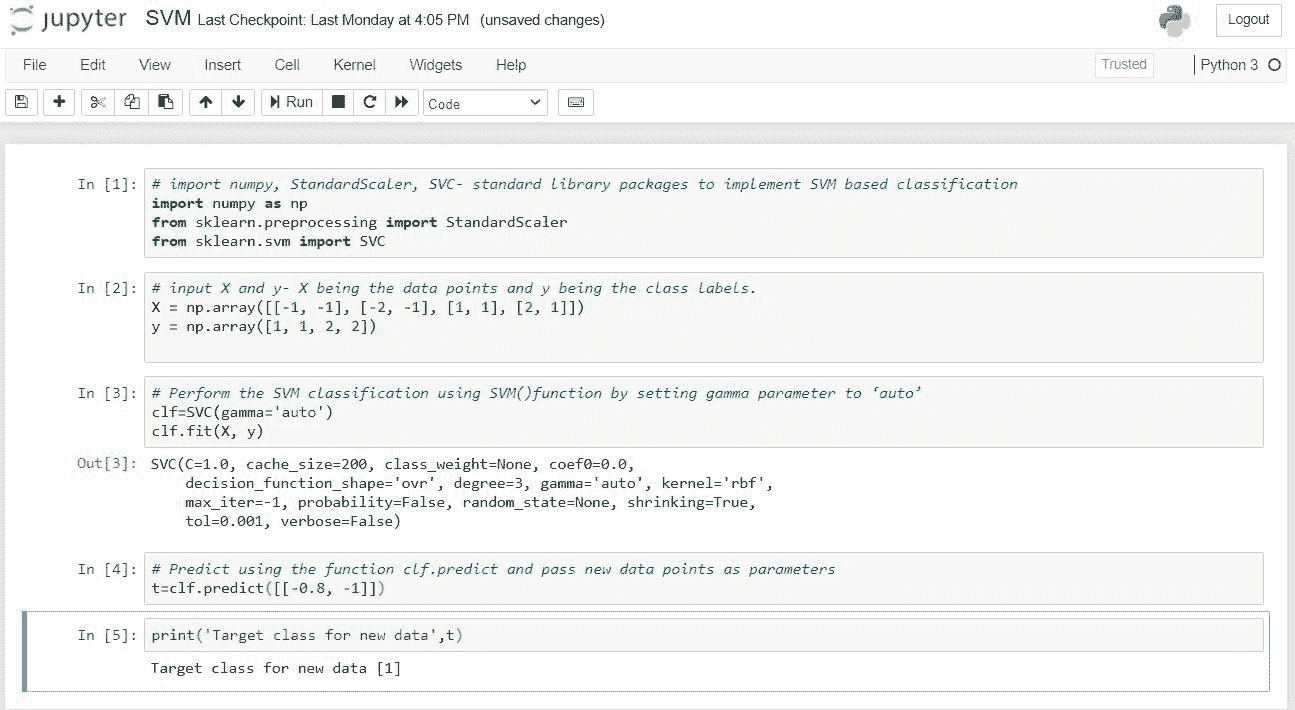 jupyter SVM Last Checkpoint: Last Monday at 4:05 PM (unsaved changes) Logout
File Edit View Insert Cell Kernel Widgets Help Trusted Python 3
Run Code
In [1]: # import numpy, StandardScaler, SVC- standard library packages to implement SVM based classification
import numpy as np
from sklearn.preprocessing import StandardScaler
from sklearn.svm import SVC
In [2]: # input X and y- X being the data points and y being the class labels.
X = np.array([[-1, -1], [-2, -1], [1, 1], [2, 1]])
y = np.array([1, 1, 2, 2])
In [3]: # Perform the SVM classification using SVM()function by setting gamma parameter to ‘auto’
clf=SVC(gamma='auto')
clf.fit(X, y)
Out[3]: SVC(C=1.0, cache_size=200, class_weight=None, coef0=0.0,
decision_function_shape='ovr', degree=3, gamma='auto', kernel='rbf',
max_iter=-1, probability=False, random_state=None, shrinking=True,
tol=0.001, verbose=False)
In [4]: # Predict using the function clf.predict and pass new data points as parameters
t=clf.predict([[-0.8, -1]])
In [5]: print('Target class for new data',t)
Target class for new data [1]